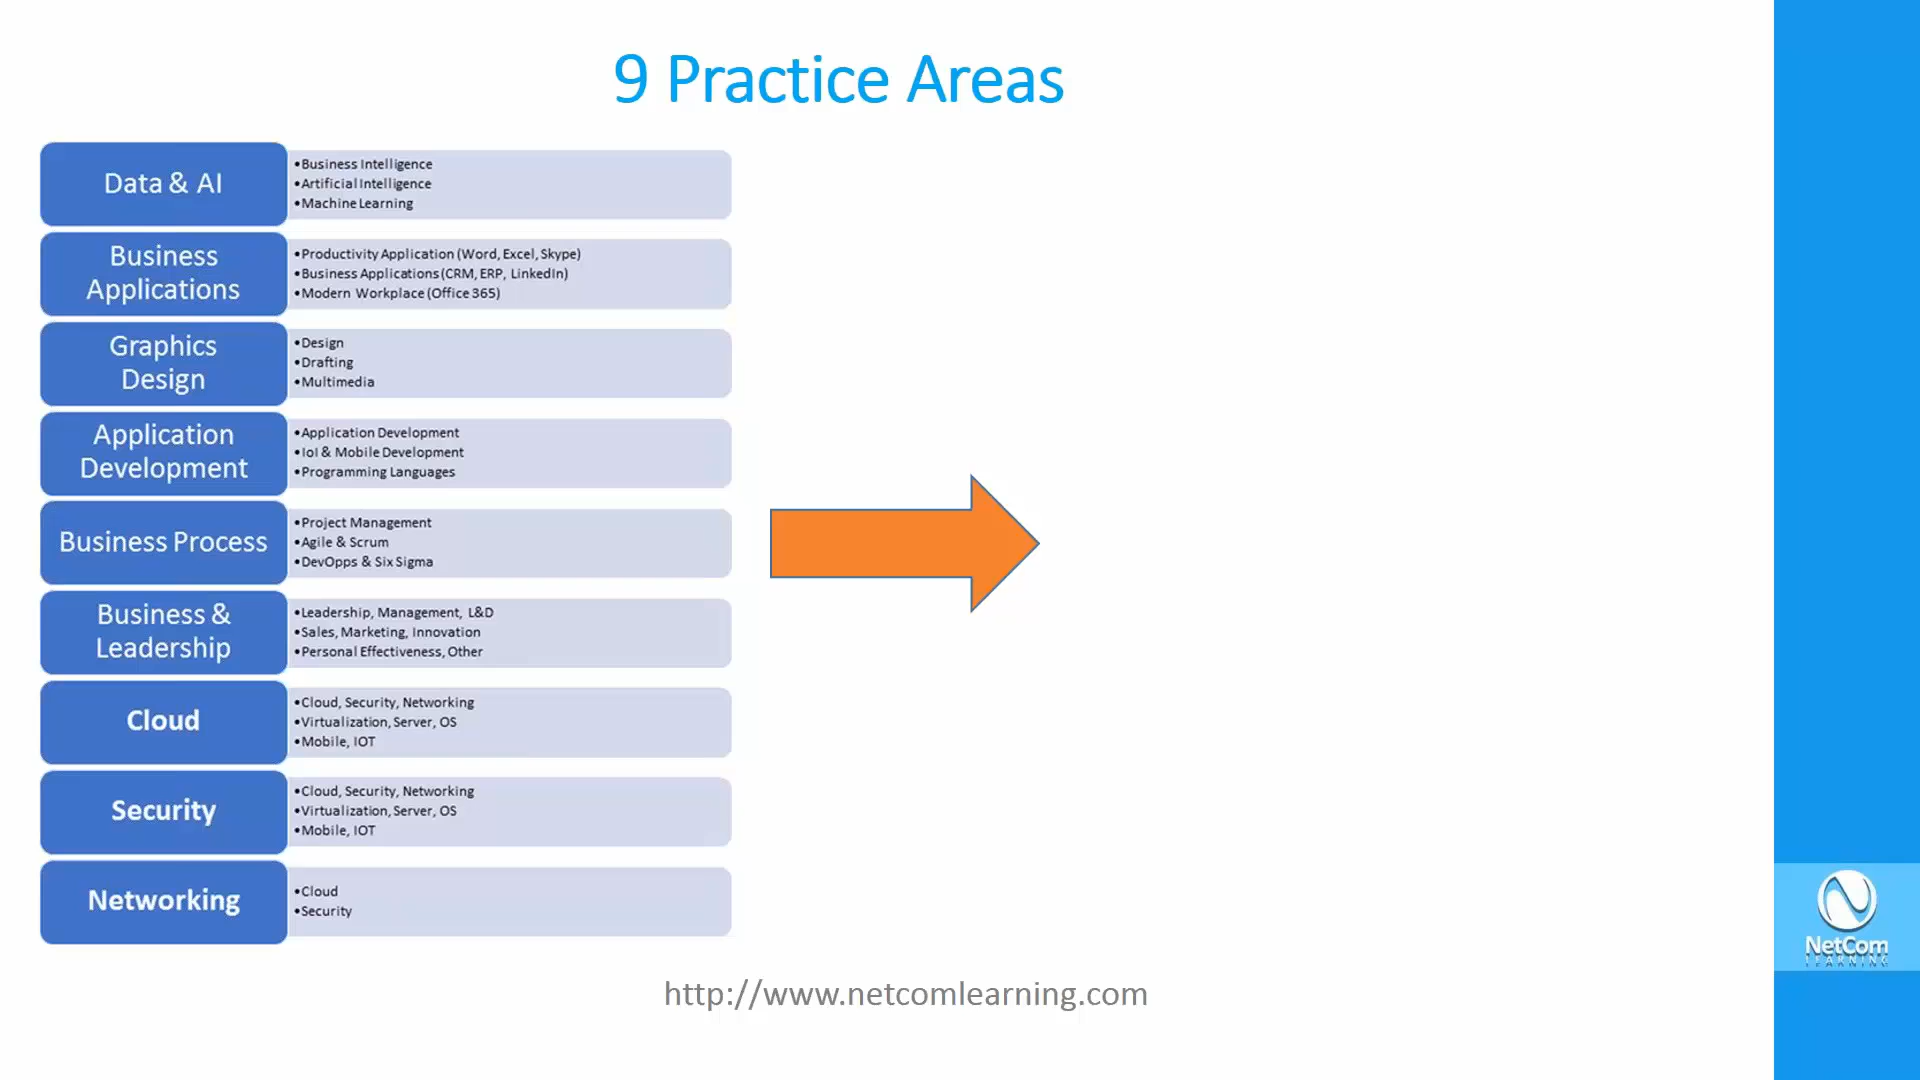 9 Practice Areas
Data & AI
•Business Intelligence
•Artificial Intelligence
•Machine Learning
Business
Applications
•Productivity Application (Word, Excel, Skype)
•Business Applications (CRM, ERP, LinkedIn)
•Modern Workplace (Office 365)
Graphics
Design
•Design
•Drafting
•Multimedia
Application
Development
•Application Development
•IoI & Mobile Development
•Programming Languages
Business Process
•Project Management
•Agile & Scrum
•DevOpps & Six Sigma
Business &
Leadership
•Leadership, Management, L&D
•Sales, Marketing, Innovation
•Personal Effectiveness, Other
Cloud
•Cloud, Security, Networking
•Virtualization, Server, OS
•Mobile, IOT
Security
•Cloud, Security, Networking
•Virtualization, Server, OS
•Mobile, IOT
Networking
•Cloud
•Security
NetCom
LEARNING
http://www.netcomlearning.com